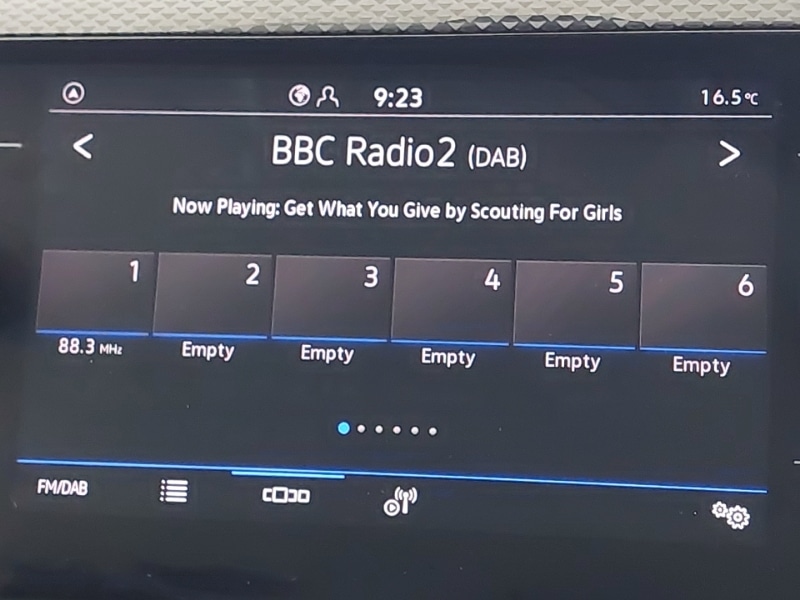 9:23 16.5°C
< BBC Radio2 (DAB) >
Now Playing: Get What You Give by Scouting For Girls
1 2 3 4 5 6
88.3 MHz Empty Empty Empty Empty Empty
FM/DAB